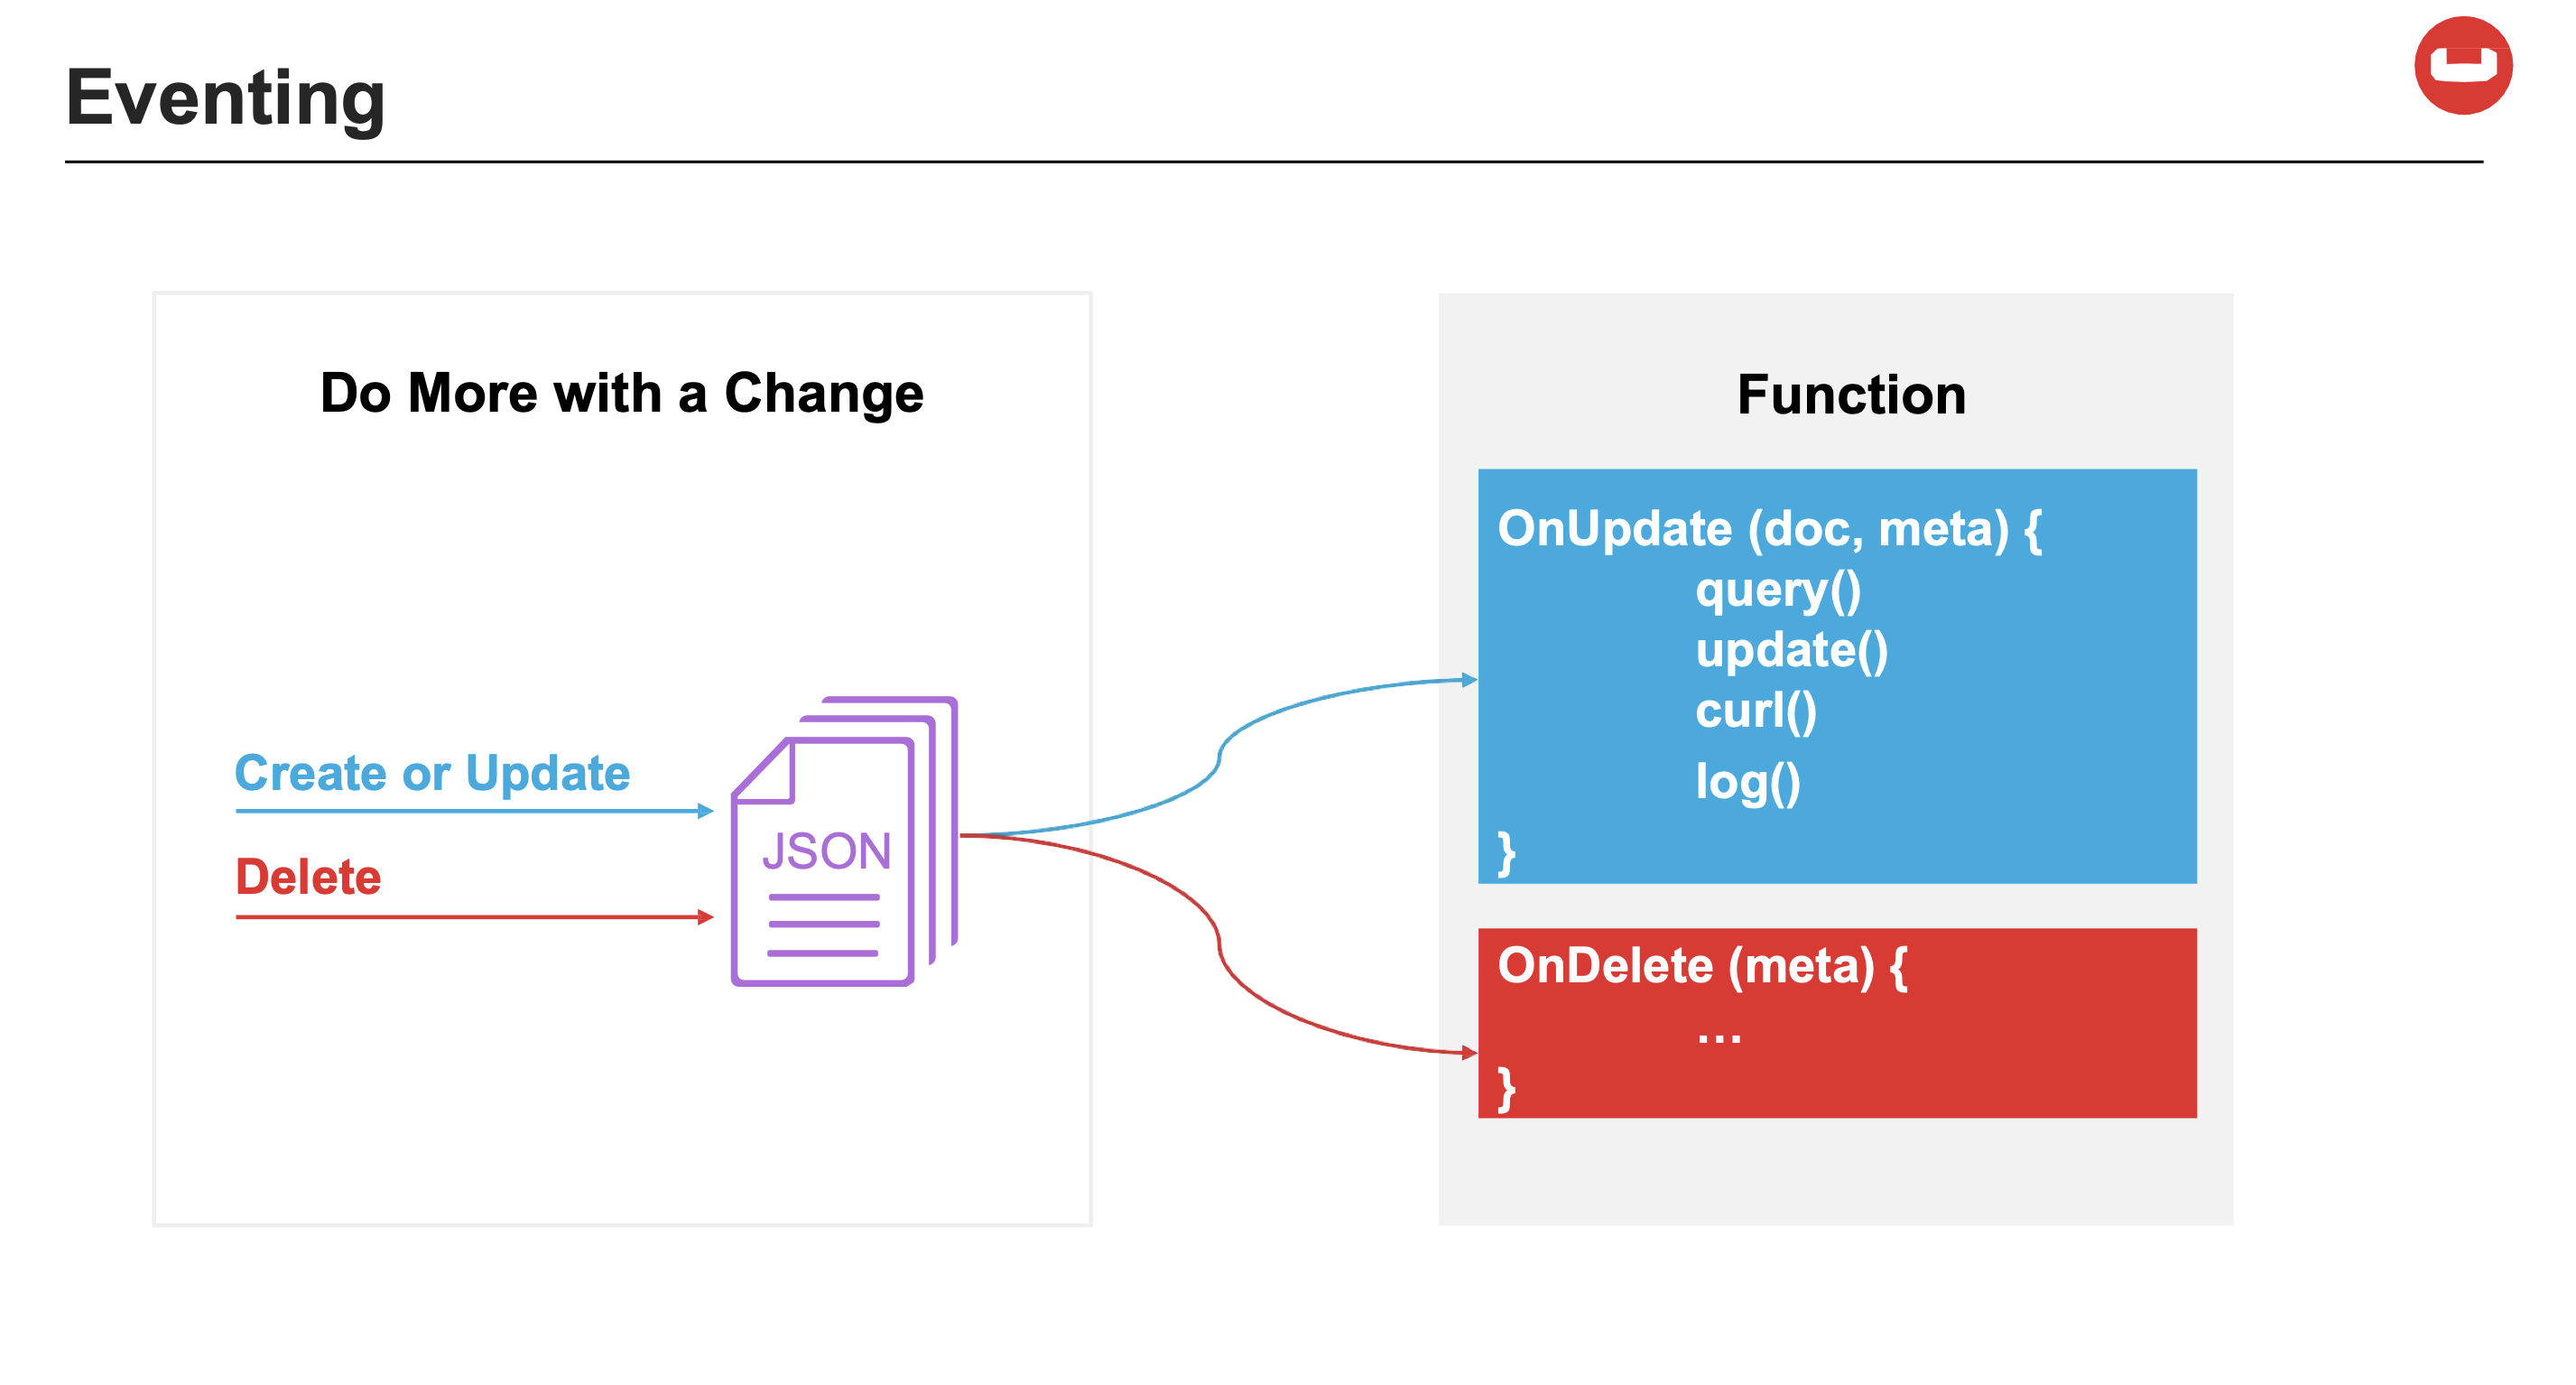 Eventing
Do More with a Change
Create or Update
Delete
JSON
Function
OnUpdate (doc, meta) {
query()
update()
curl()
log()
}
OnDelete (meta) {
...
}